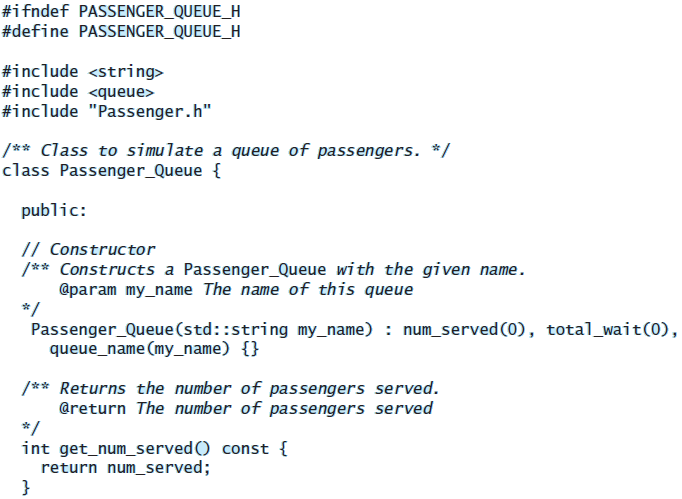 #ifndef PASSENGER_QUEUE_H
#define PASSENGER_QUEUE_H
#include <string>
#include <queue>
#include "Passenger.h"
/** Class to simulate a queue of passengers. */
class Passenger_Queue {
public:
// Constructor
/** Constructs a Passenger_Queue with the given name.
@param my_name The name of this queue
*/
Passenger_Queue(std::string my_name) : num_served(0), total_wait(0),
queue_name(my_name) {}
/** Returns the number of passengers served.
@return The number of passengers served
*/
int get_num_served() const {
return num_served;
}